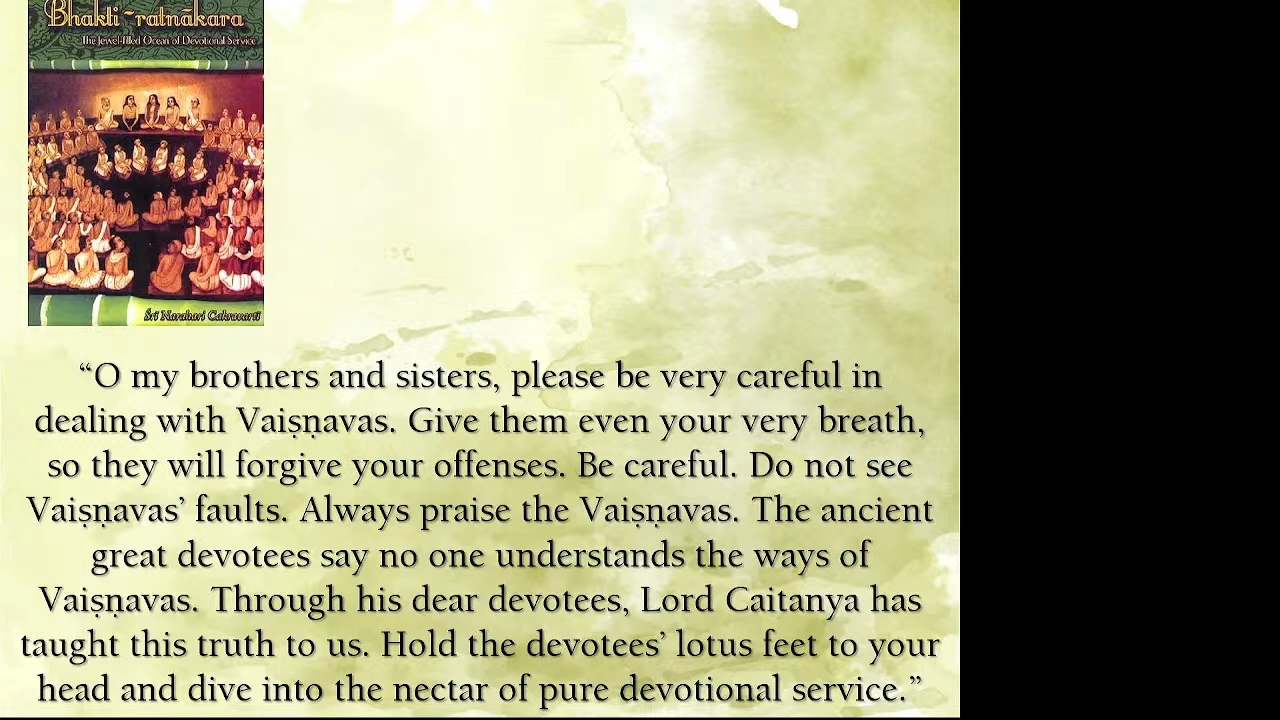 Bhakti-ratnākara
The Jewel-filled Ocean of Devotional Service
Śrī Narahari Cakravartī
“O my brothers and sisters, please be very careful in
dealing with Vaiṣṇavas. Give them even your very breath,
so they will forgive your offenses. Be careful. Do not see
Vaiṣṇavas’ faults. Always praise the Vaiṣṇavas. The ancient
great devotees say no one understands the ways of
Vaiṣṇavas. Through his dear devotees, Lord Caitanya has
taught this truth to us. Hold the devotees’ lotus feet to your
head and dive into the nectar of pure devotional service.”